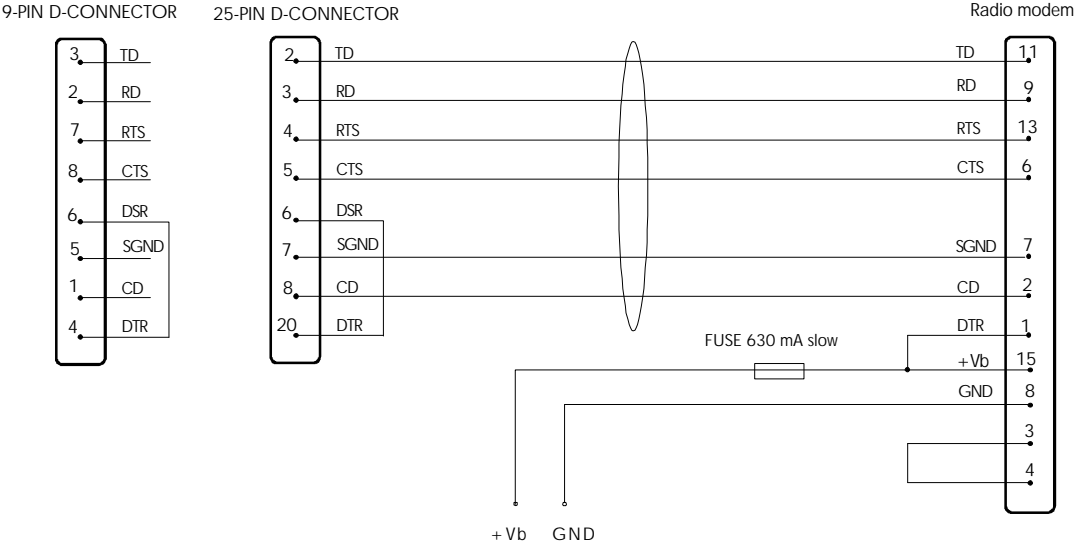 9-PIN D-CONNECTOR
25-PIN D-CONNECTOR
Radio modem
3 TD
2 RD
7 RTS
8 CTS
6 DSR
5 SGND
1 CD
4 DTR
2 TD
3 RD
4 RTS
5 CTS
6 DSR
7 SGND
8 CD
20 DTR
TD 11
RD 9
RTS 13
CTS 6
SGND 7
CD 2
DTR 1
+Vb 15
GND 8
3
4
FUSE 630 mA slow
+Vb GND